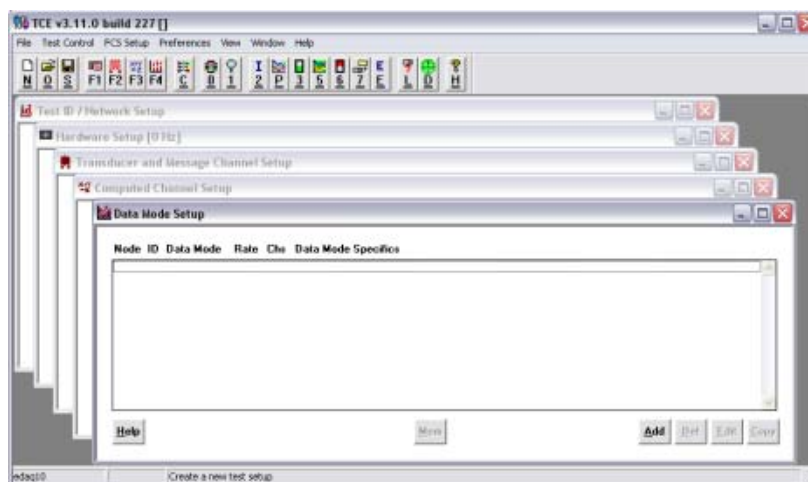 TCE v3.11.0 build 227 []
File Test Control FCS Setup Preferences View Window Help
N O S F1 F2 F3 F4 C 0 1 2 P 3 5 6 7 E L D H
Test ID / Network Setup
Hardware Setup [0 Hz]
Transducer and Message Channel Setup
Computed Channel Setup
Data Mode Setup
Node ID Data Mode Rate Chs Data Mode Specifics
Help Mem Add Del Edit Copy
edaq10 Create a new test setup